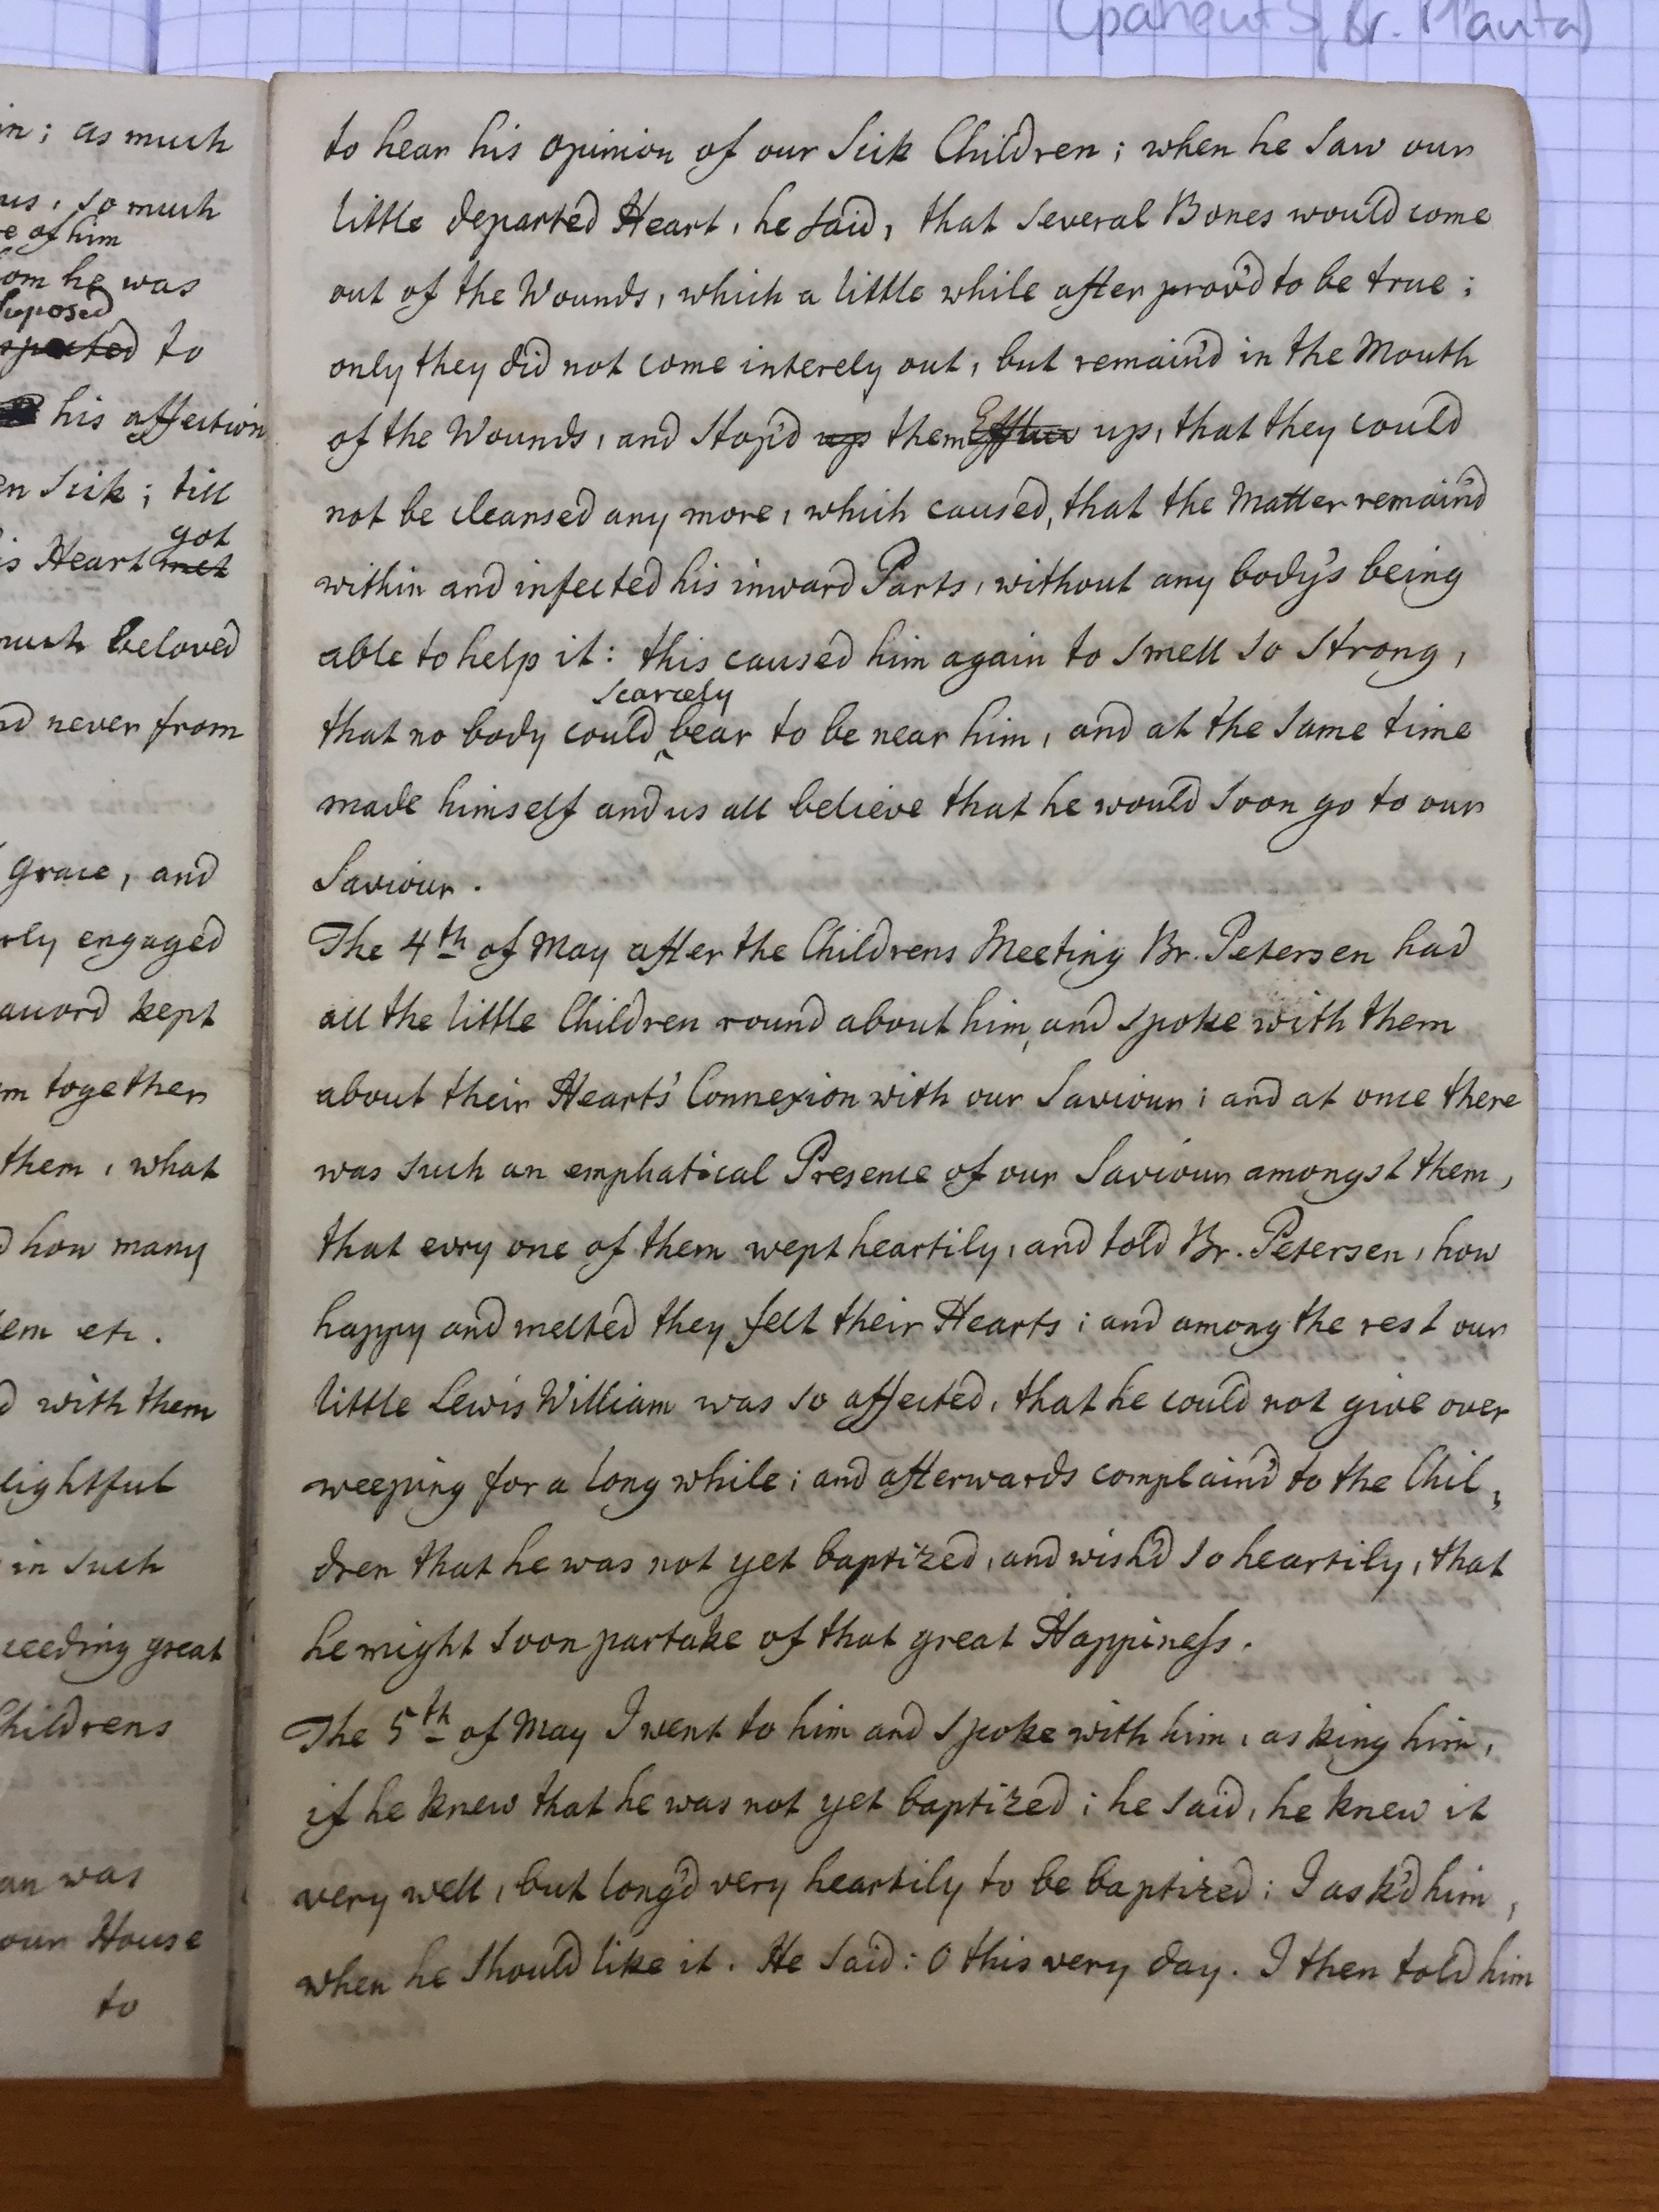 (parents of Br. Planta)
in; as much
us, so much
re of him
om he was
suposed
spected to
his affection
en Sick; till
got
is Heart met
much beloved
nd never from
grace, and
rly engaged
accord kept
m together
them, what
d how many
em etc.
d with them
lightful
in such
ceeding great
Childrens
an was
our House
to
to hear his opinion of our Sick Children; when he Saw our
little departed Heart, he said, that Several Bones would come
out of the Wounds, which a little while after prov'd to be true;
only they did not come interely out, but remain'd in the Mouth
of the Wounds, and Stop'd up them up, that they could
not be cleansed any more, which caused, that the Matter remain'd
within and infected his inward Parts, without any body's being
able to help it: this caused him again to Smell So Strong,
scarcely
that no body could bear to be near him, and at the Same time
made himself and us all believe that he would Soon go to our
Saviour.
The 4th of May after the Childrens Meeting Br. Petersen had
all the little Children round about him, and spoke with them
about their Hearts' Connexion with our Saviour; and at once there
was Such an emphatical Presence of our Saviour amongst them,
that evry one of them wept heartily, and told Br. Petersen, how
happy and melted they felt their Hearts; and among the rest our
little Lewis William was so affected, that he could not give over
weeping for a long while; and afterwards complain'd to the Chil,
dren that he was not yet baptized, and wish'd So heartily, that
he might Soon partake of that great Happiness.
The 5th of May I went to him and Spoke with him, asking him,
if he knew that he was not yet baptized; he Said, he knew it
very well, but long'd very heartily to be baptized; I ask'd him,
when he Should like it. He Said: O this very day. I then told him